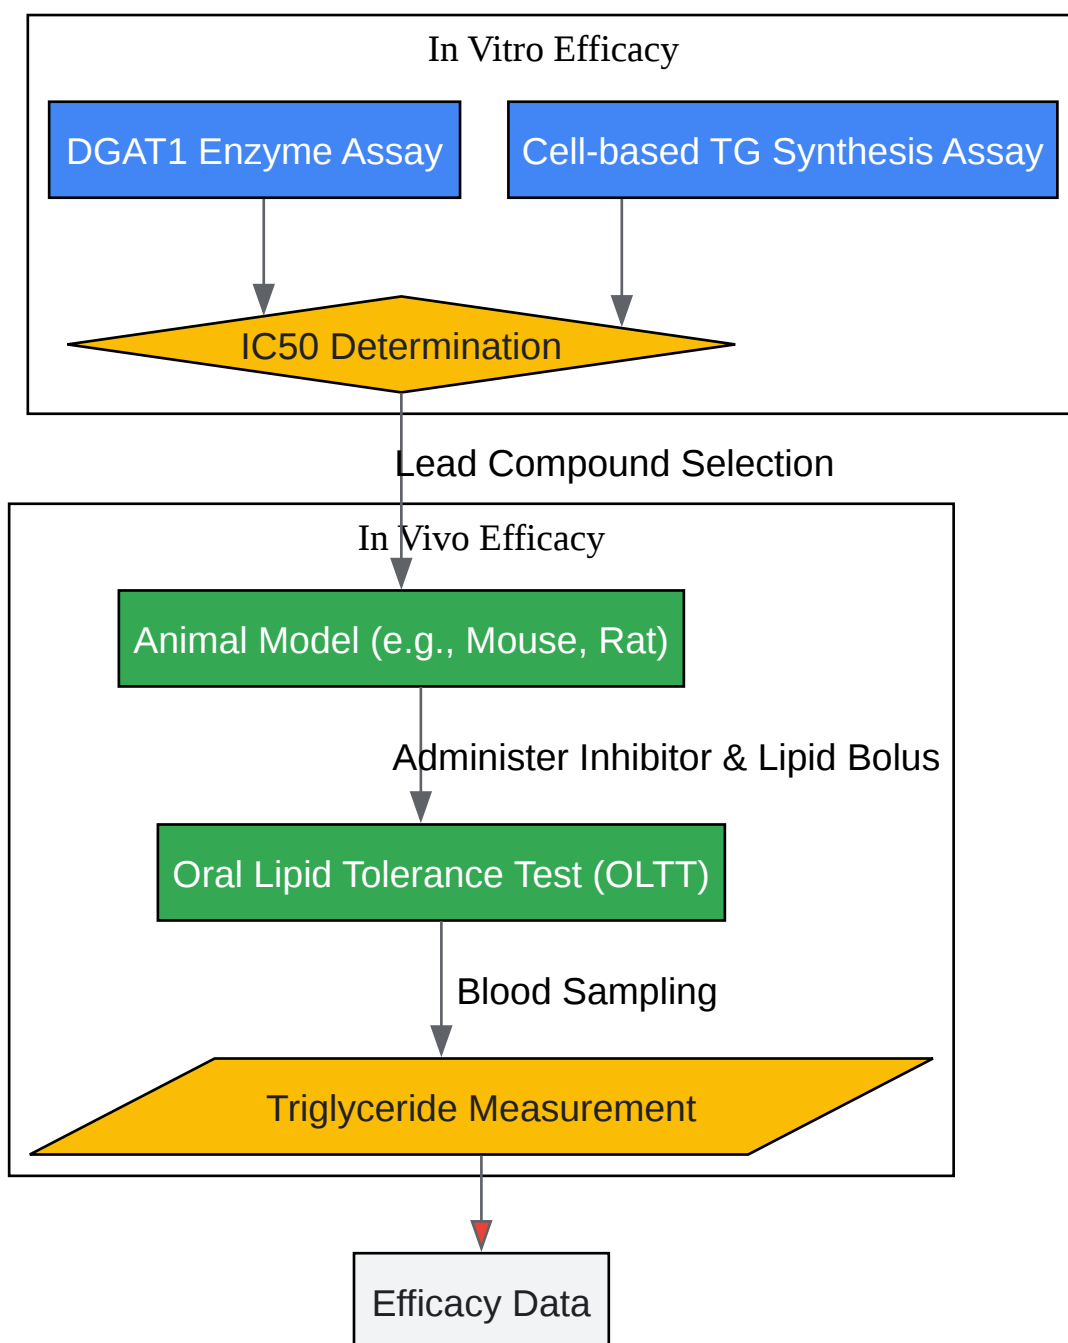 In Vitro Efficacy
DGAT1 Enzyme Assay
Cell-based TG Synthesis Assay
IC50 Determination
Lead Compound Selection
In Vivo Efficacy
Animal Model (e.g., Mouse, Rat)
Administer Inhibitor & Lipid Bolus
Oral Lipid Tolerance Test (OLTT)
Blood Sampling
Triglyceride Measurement
Efficacy Data